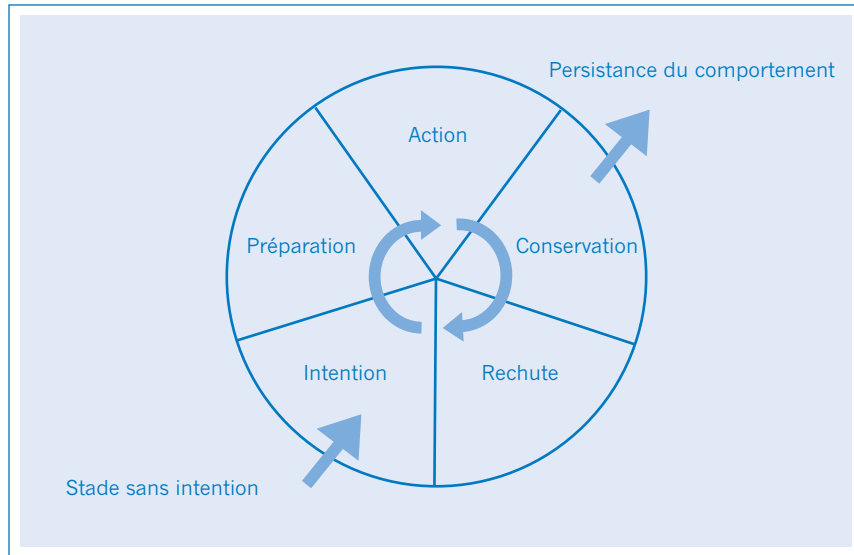 Persistance du comportement
Action
Préparation
Conservation
Intention
Rechute
Stade sans intention